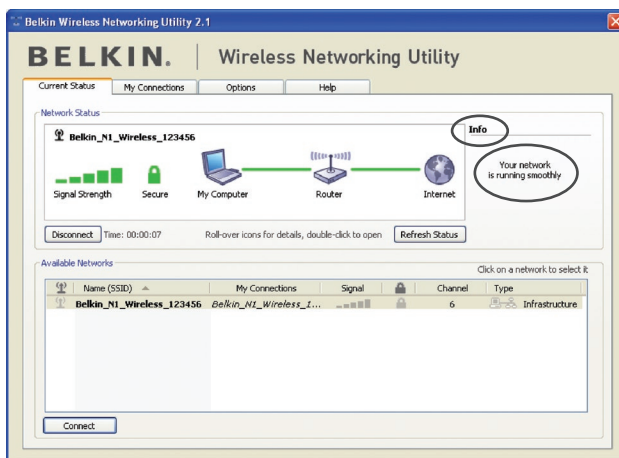 Belkin Wireless Networking Utility 2.1
BELKIN. Wireless Networking Utility
Current Status My Connections Options Help
Network Status
Belkin_N1_Wireless_123456
Info
Your network
is running smoothly
Signal Strength Secure My Computer Router Internet
Disconnect Time: 00:00:07 Roll-over icons for details, double-click to open Refresh Status
Available Networks
Click on a network to select it
Name (SSID) My Connections Signal Channel Type
Belkin_N1_Wireless_123456 Belkin_N1_Wireless_1... 6 Infrastructure
Connect